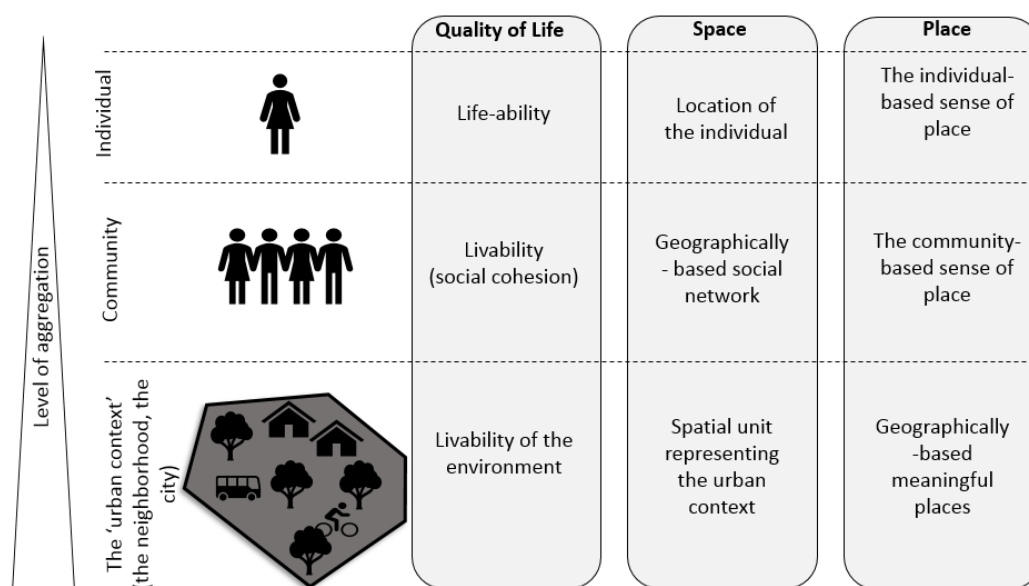 Quality of Life
Space
Place
Level of aggregation
Individual
Life-ability
Location of
the individual
The individual-
based sense of
place
Community
Livability
(social cohesion)
Geographically
- based social
network
The community-
based sense of
place
The ‘urban context’
(the neighborhood, the
city)
Livability of the
environment
Spatial unit
representing
the urban
context
Geographically
-based
meaningful
places